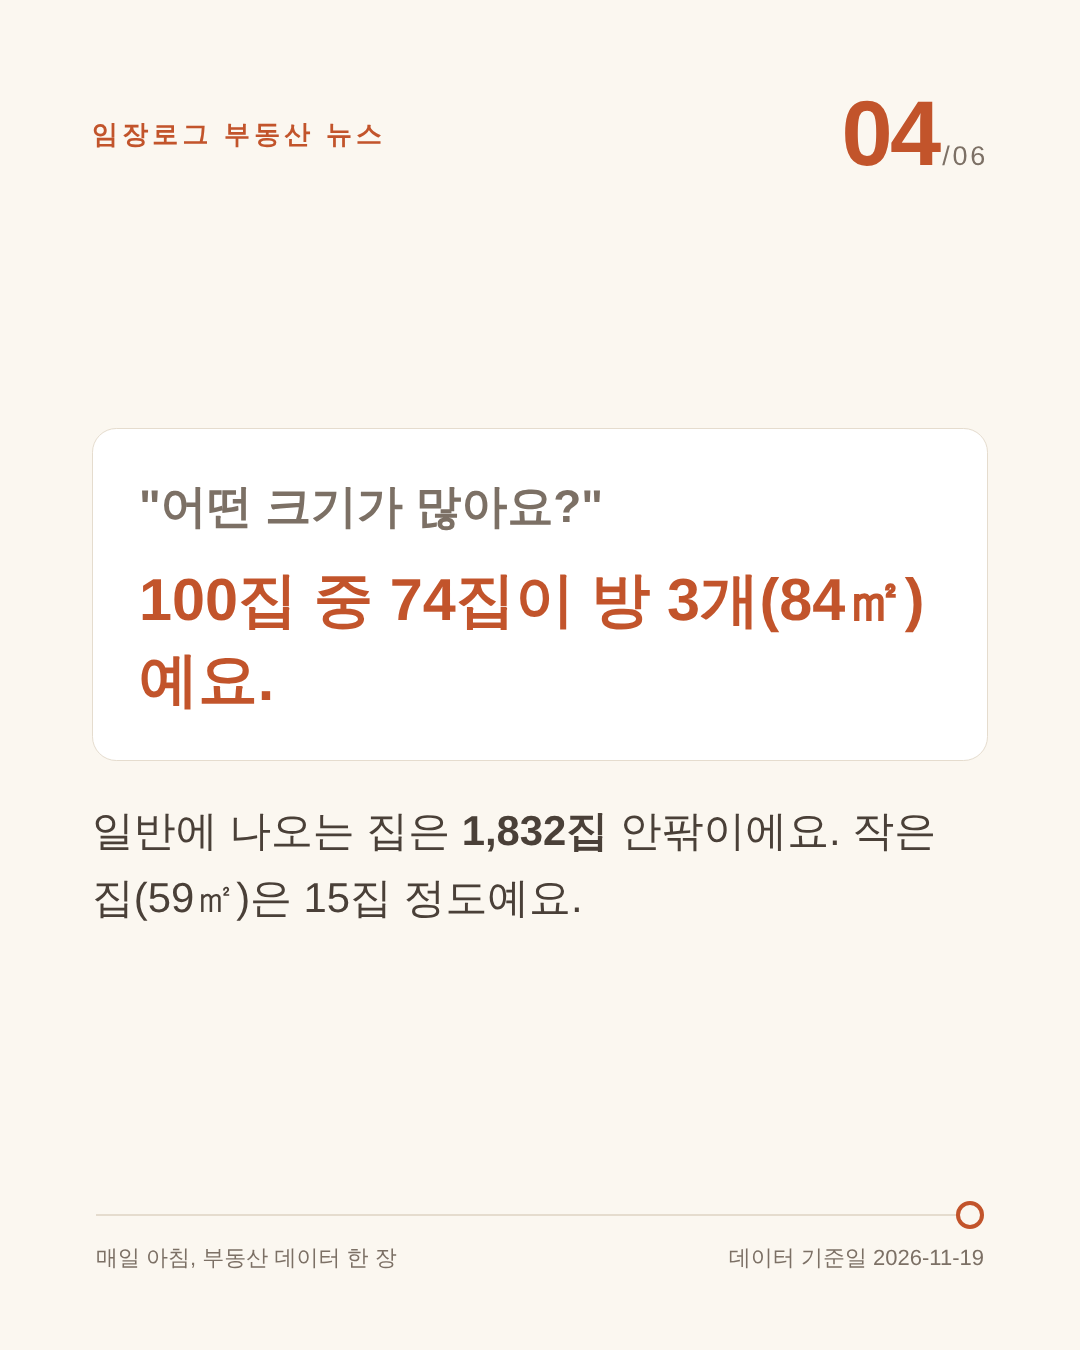 임장로그 부동산 뉴스
04/06
"어떤 크기가 많아요?"
100집 중 74집이 방 3개(84㎡)
예요.
일반에 나오는 집은 1,832집 안팎이에요. 작은
집(59㎡)은 15집 정도예요.
매일 아침, 부동산 데이터 한 장
데이터 기준일 2026-11-19